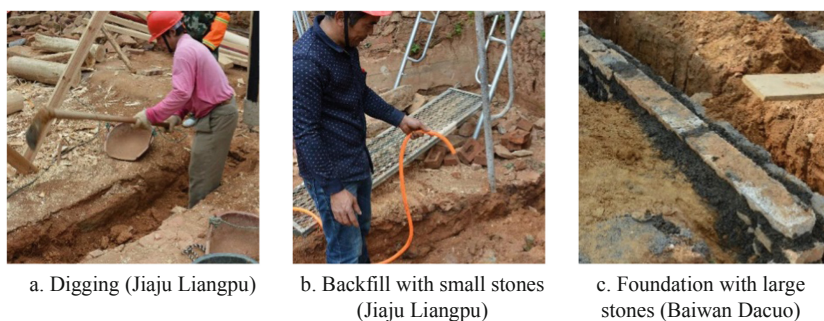 a. Digging (Jiaju Liangpu)
b. Backfill with small stones
(Jiaju Liangpu)
c. Foundation with large
stones (Baiwan Dacuo)